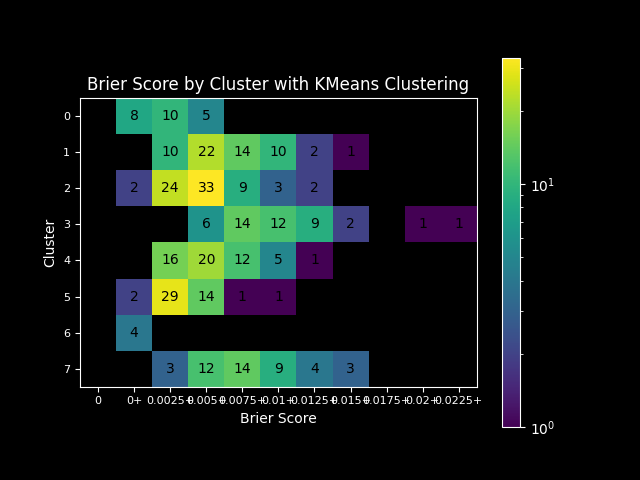 Brier Score by Cluster with KMeans Clustering
0 8 10 5
1 10 22 14 10 2 1
2 2 24 33 9 3 2
3 6 14 12 9 2 1 1
4 16 20 12 5 1
5 2 29 14 1 1
6 4
7 3 12 14 9 4 3
0 0+ 0.0025+ 0.005+ 0.0075+ 0.01+ 0.0125+ 0.015+ 0.0175+ 0.02+ 0.0225+
Brier Score
Cluster
10¹
10⁰